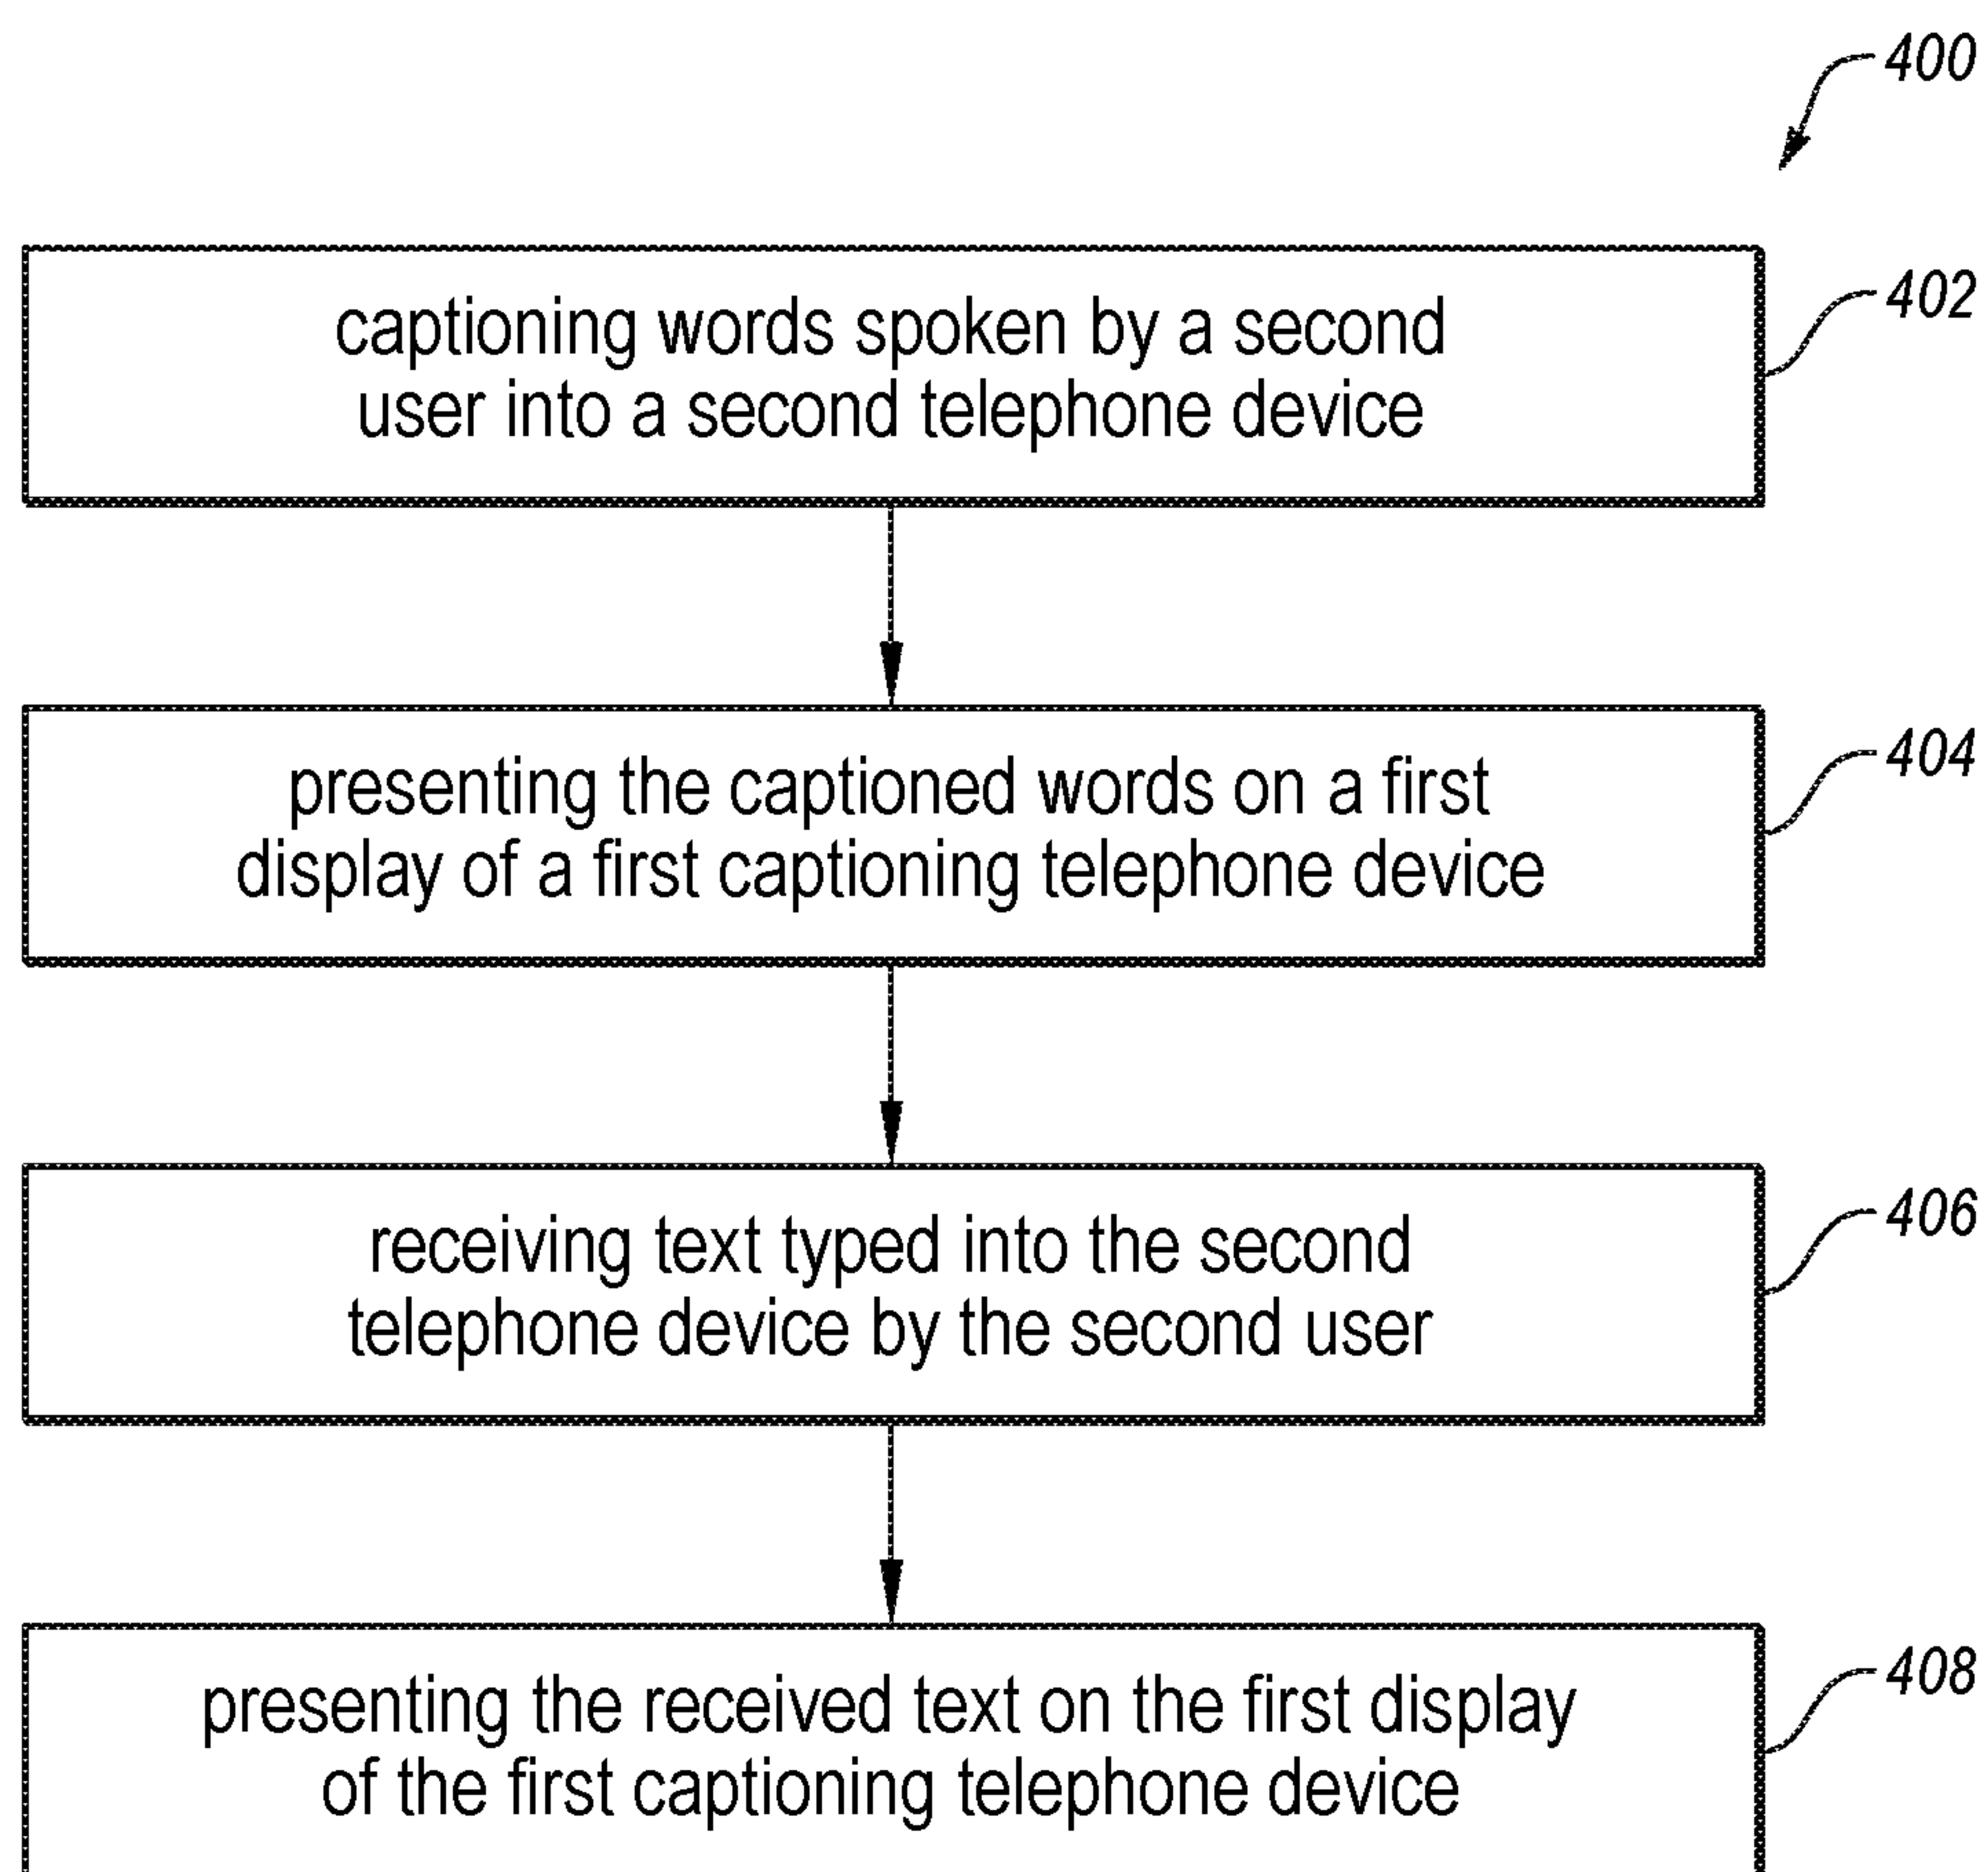 400
captioning words spoken by a second
user into a second telephone device
402
presenting the captioned words on a first
display of a first captioning telephone device
404
receiving text typed into the second
telephone device by the second user
406
presenting the received text on the first display
of the first captioning telephone device
408